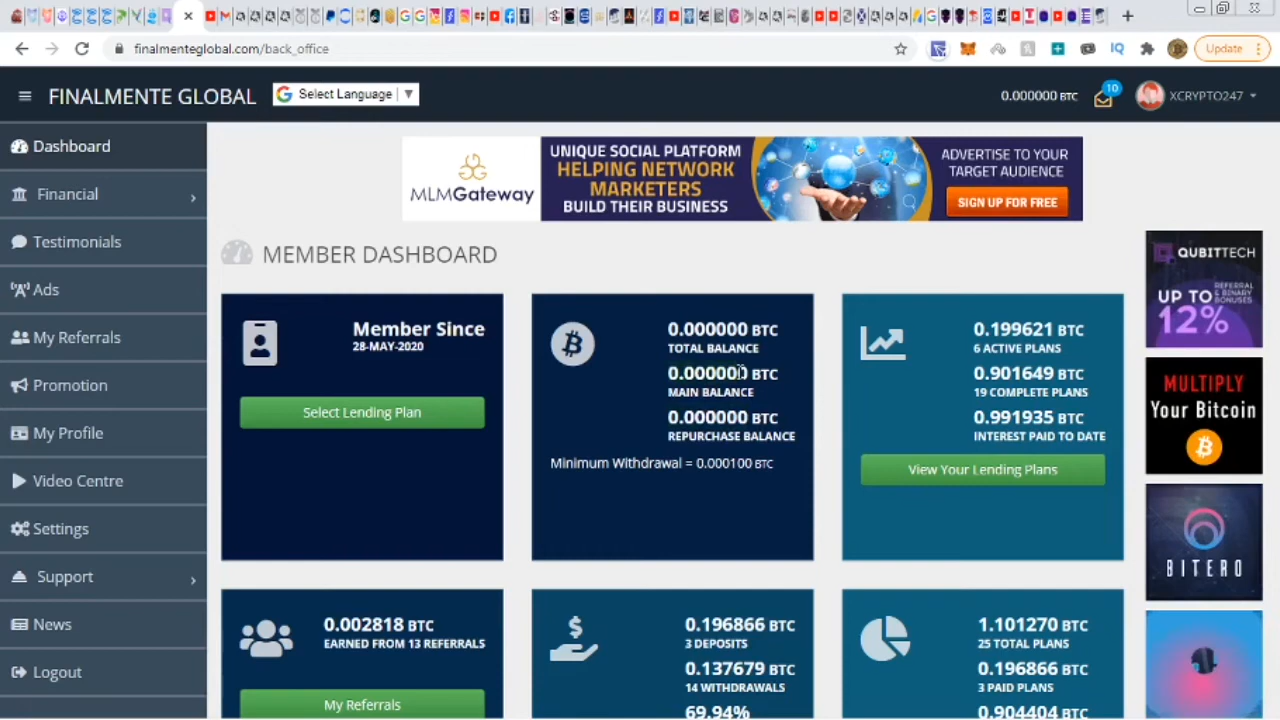 finalmenteglobal.com/back_office
Update
FINALMENTE GLOBAL
Select Language
0.000000 BTC
10
XCRYPTO247
Dashboard
Financial
Testimonials
Ads
My Referrals
Promotion
My Profile
Video Centre
Settings
Support
News
Logout
MLMGateway
UNIQUE SOCIAL PLATFORM
HELPING NETWORK
MARKETERS
BUILD THEIR BUSINESS
ADVERTISE TO YOUR
TARGET AUDIENCE
SIGN UP FOR FREE
MEMBER DASHBOARD
Member Since
28-MAY-2020
Select Lending Plan
0.000000 BTC
TOTAL BALANCE
0.000000 BTC
MAIN BALANCE
0.000000 BTC
REPURCHASE BALANCE
Minimum Withdrawal = 0.000100 BTC
0.199621 BTC
6 ACTIVE PLANS
0.901649 BTC
19 COMPLETE PLANS
0.991935 BTC
INTEREST PAID TO DATE
View Your Lending Plans
0.002818 BTC
EARNED FROM 13 REFERRALS
My Referrals
0.196866 BTC
3 DEPOSITS
0.137679 BTC
14 WITHDRAWALS
69.94%
1.101270 BTC
25 TOTAL PLANS
0.196866 BTC
3 PAID PLANS
0.904404 BTC
QUBITTECH
UP TO
REFERRAL
& BINARY
BONUSES
12%
MULTIPLY
Your Bitcoin
BITERO